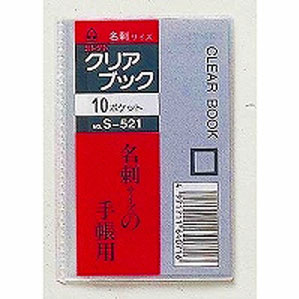 名刺サイズ
クリア
ブック
10ポケット
NO.S-521
名刺サイズの
手帳用
CLEAR BOOK